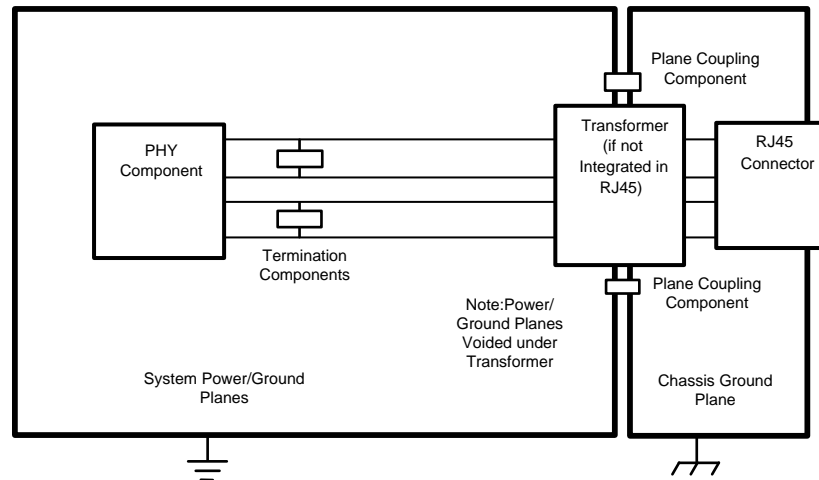 Plane Coupling
Component
PHY
Component
Transformer
(if not
Integrated in
RJ45)
RJ45
Connector
Termination
Components
Note:Power/
Ground Planes
Voided under
Transformer
Plane Coupling
Component
System Power/Ground
Planes
Chassis Ground
Plane